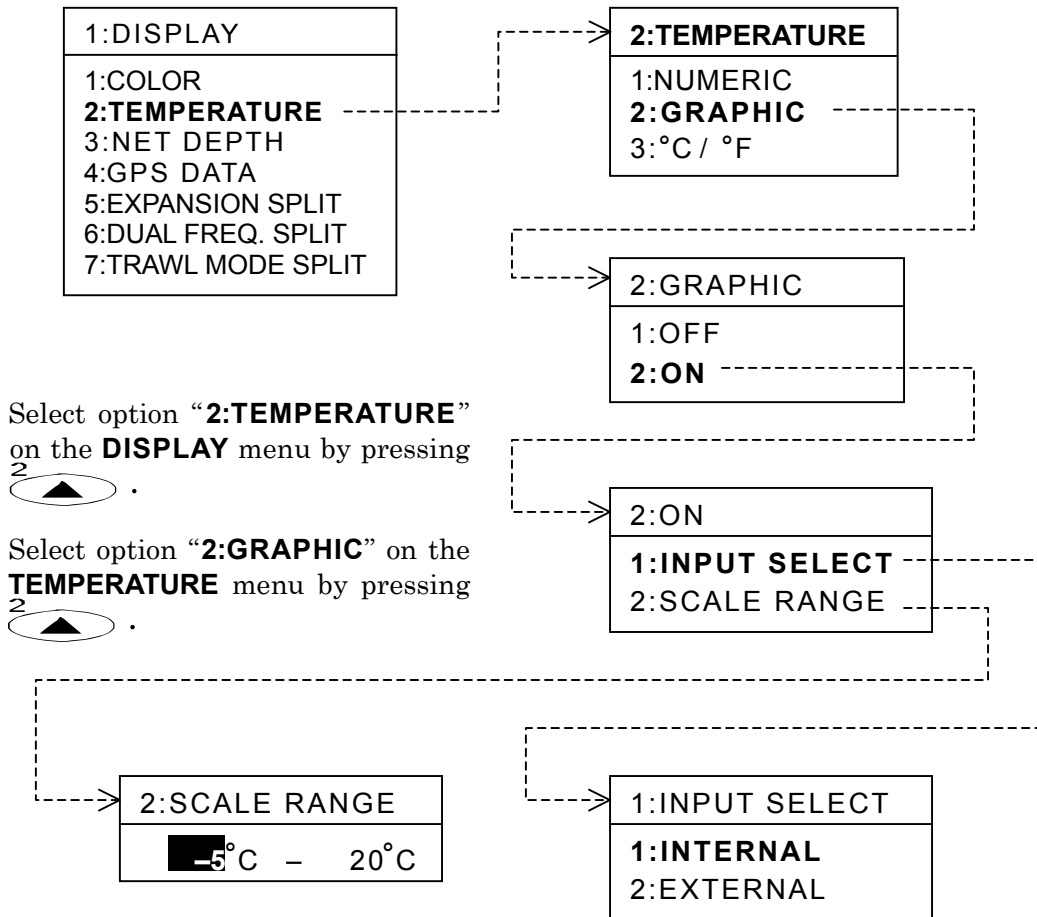 1:DISPLAY
1:COLOR
2:TEMPERATURE
3:NET DEPTH
4:GPS DATA
5:EXPANSION SPLIT
6:DUAL FREQ. SPLIT
7:TRAWL MODE SPLIT
2:TEMPERATURE
1:NUMERIC
2:GRAPHIC
3:°C / °F
2:GRAPHIC
1:OFF
2:ON
Select option “2:TEMPERATURE”
on the DISPLAY menu by pressing
2
.
Select option “2:GRAPHIC” on the
TEMPERATURE menu by pressing
2
.
2:ON
1:INPUT SELECT
2:SCALE RANGE
2:SCALE RANGE
–5°C – 20°C
1:INPUT SELECT
1:INTERNAL
2:EXTERNAL